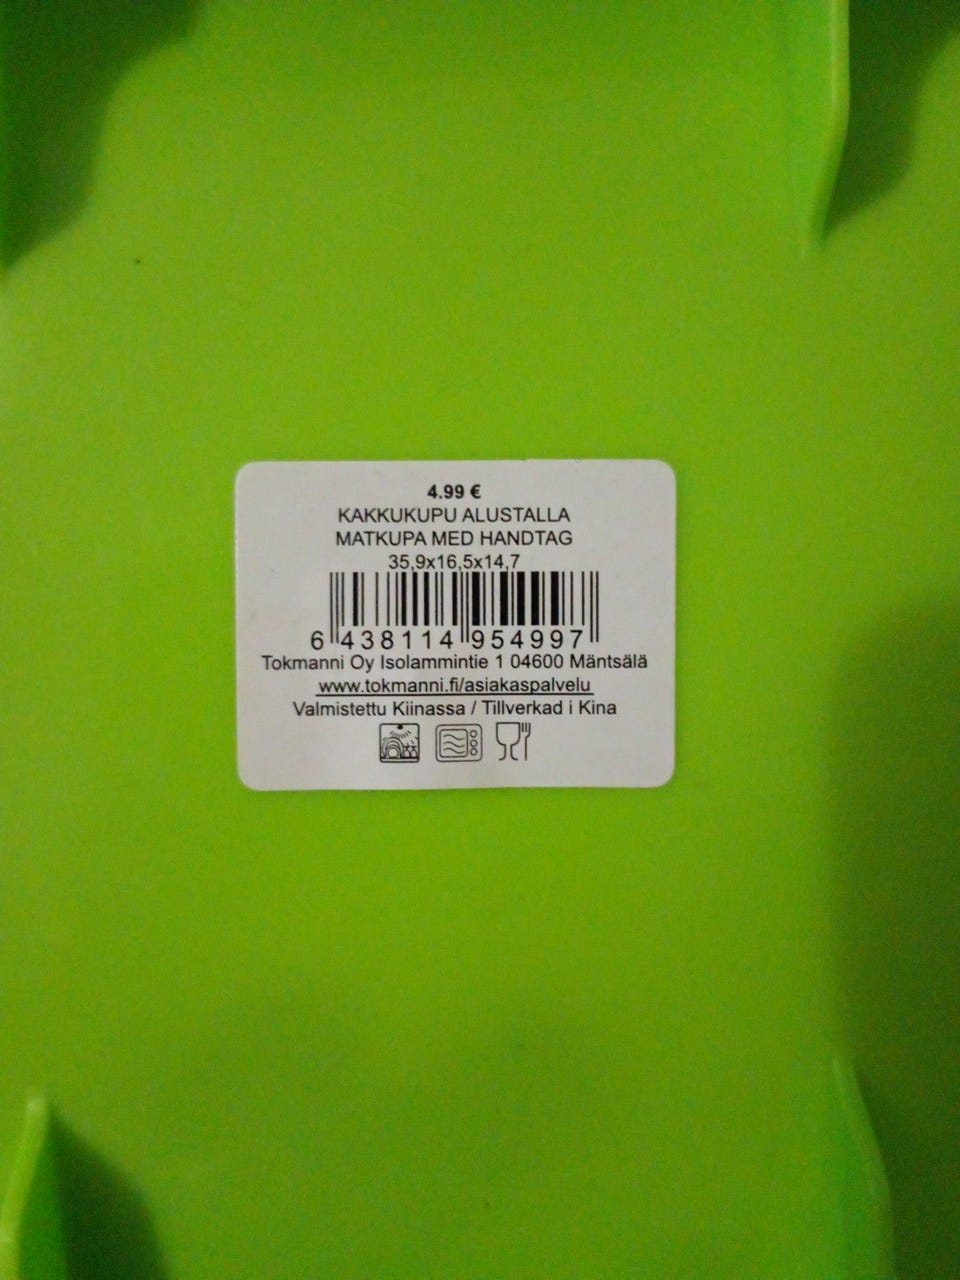 4.99 €
KAKKUKUPU ALUSTALLA
MATKUPA MED HANDTAG
35,9x16,5x14,7
6 438114 954997
Tokmanni Oy Isolammintie 1 04600 Mäntsälä
www.tokmanni.fi/asiakaspalvelu
Valmistettu Kiinassa / Tillverkad i Kina